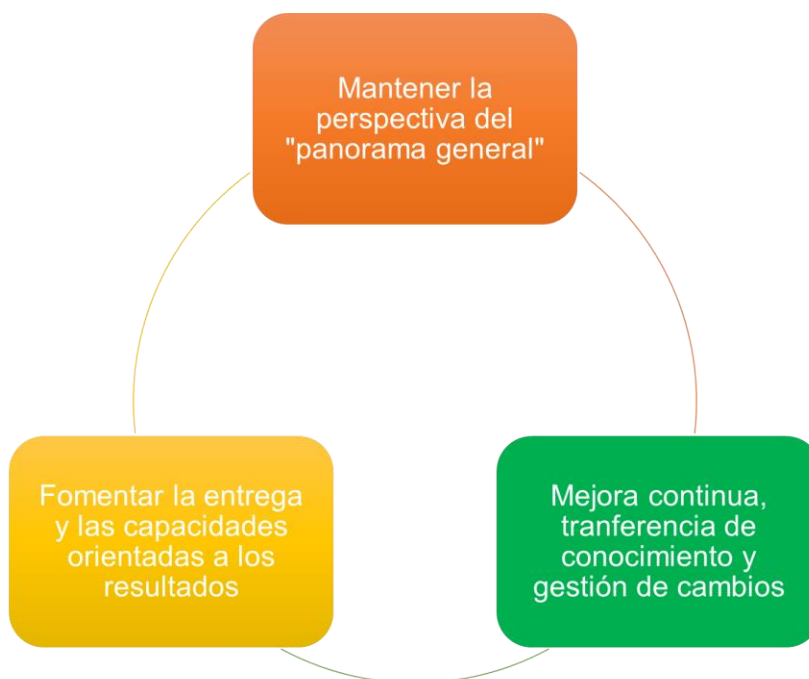 Mantener la
perspectiva del
"panorama general"
Fomentar la entrega
y las capacidades
orientadas a los
resultados
Mejora continua,
tranferencia de
conocimiento y
gestión de cambios